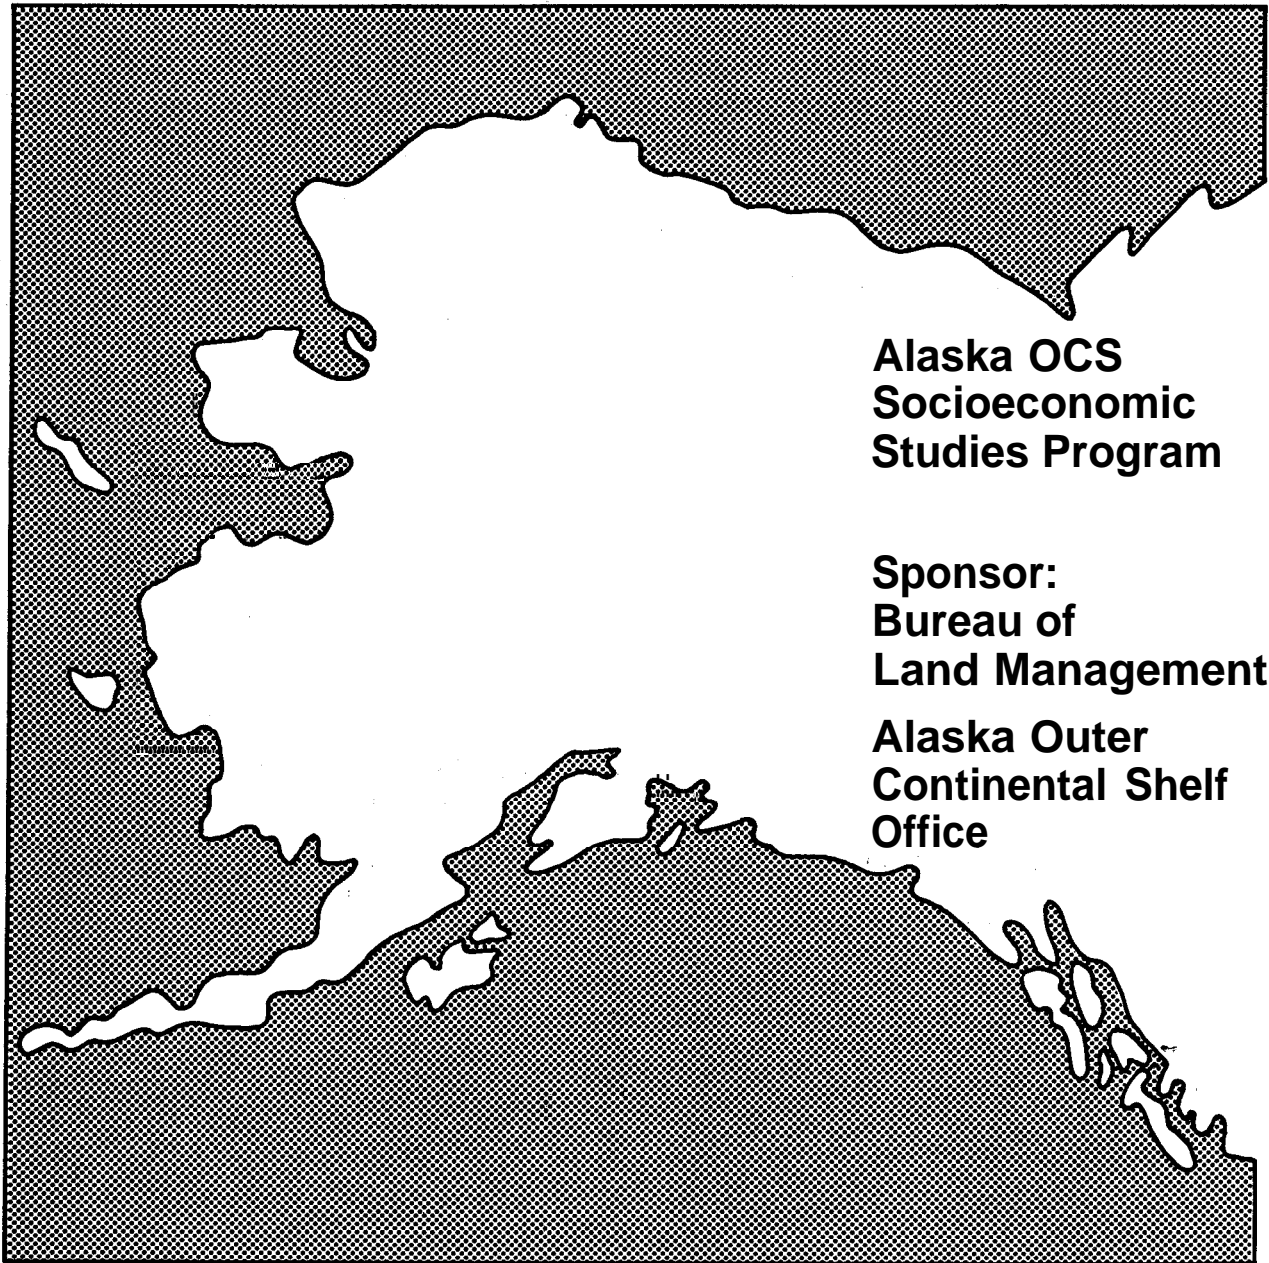 Alaska OCS
Socioeconomic
Studies Program
Sponsor:
Bureau of
Land Management
Alaska Outer
Continental Shelf
Office